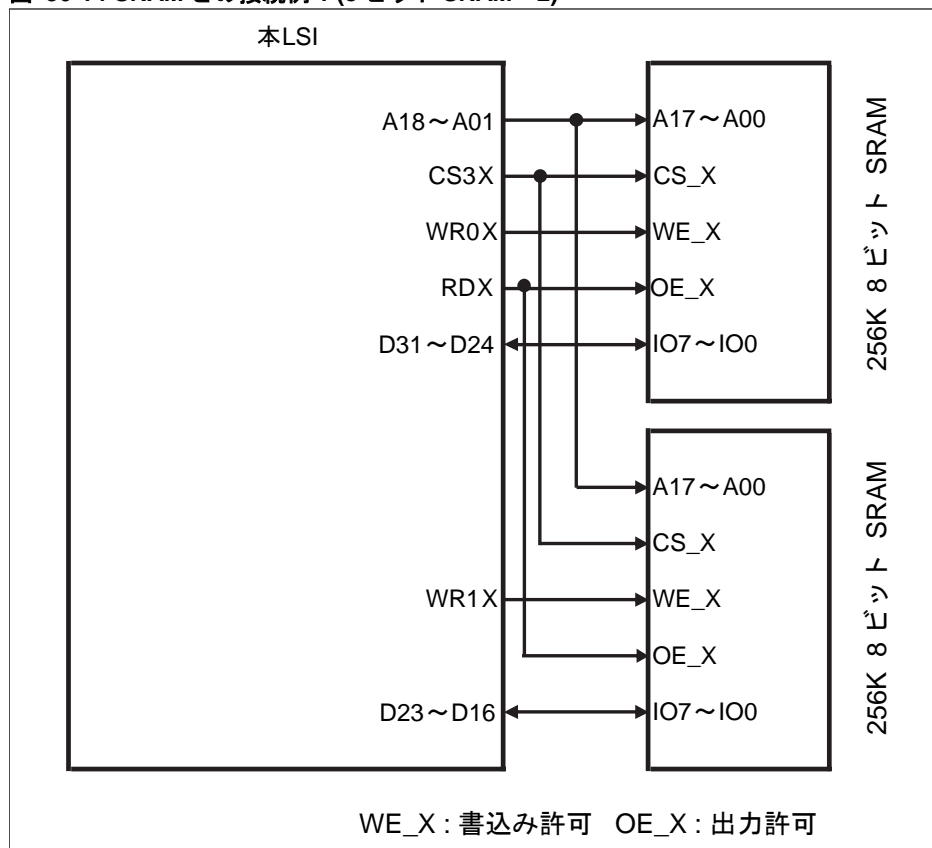 本LSI
A18～A01
CS3X
WR0X
RDX
D31～D24
WR1X
D23～D16
A17～A00
CS_X
WE_X
OE_X
IO7～IO0
256K 8 ビット SRAM
A17～A00
CS_X
WE_X
OE_X
IO7～IO0
256K 8 ビット SRAM
WE_X : 書込み許可 OE_X : 出力許可